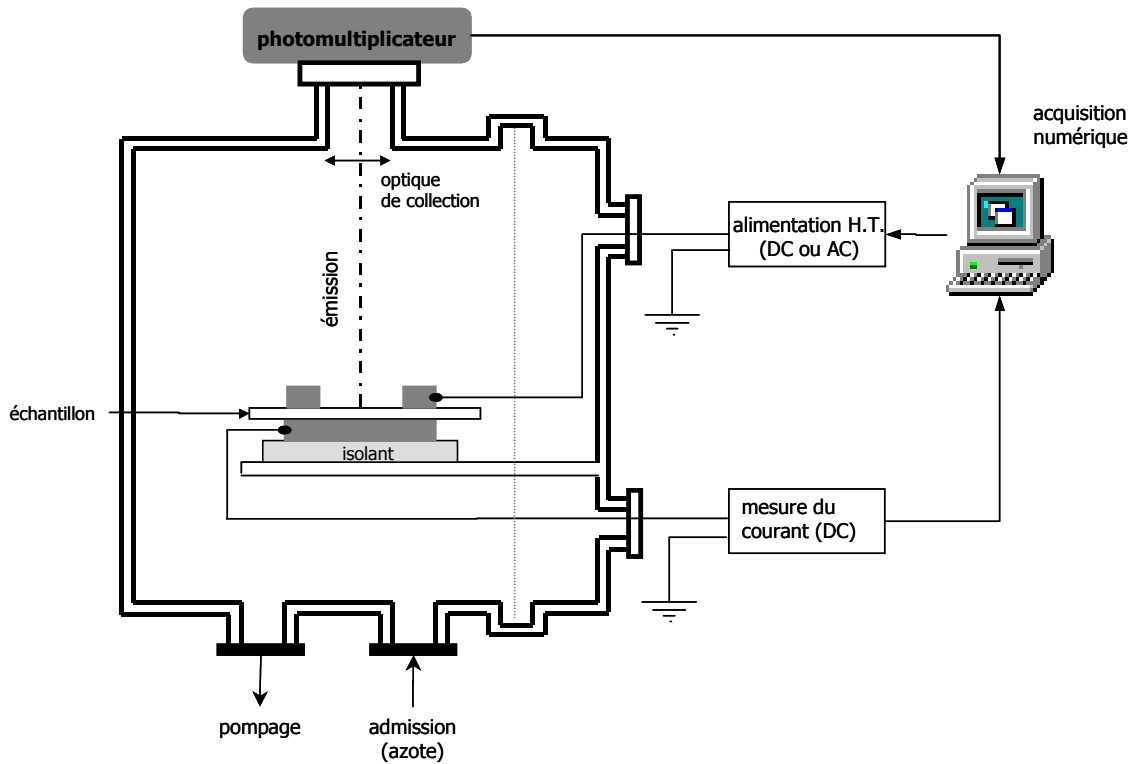 photomultiplicateur
acquisition
numérique
optique
de collection
alimentation H.T.
(DC ou AC)
émission
échantillon
isolant
mesure du
courant (DC)
pompage
admission
(azote)